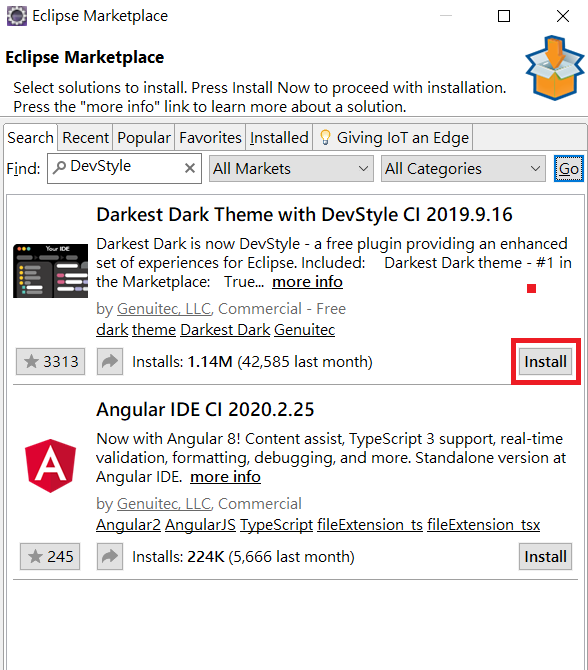 Eclipse Marketplace
Eclipse Marketplace
Select solutions to install. Press Install Now to proceed with installation.
Press the "more info" link to learn more about a solution.
Search Recent Popular Favorites Installed Giving IoT an Edge
Find: DevStyle All Markets All Categories Go
Darkest Dark Theme with DevStyle CI 2019.9.16
Your IDE
Darkest Dark is now DevStyle - a free plugin providing an enhanced
set of experiences for Eclipse. Included: Darkest Dark theme - #1 in
the Marketplace: True... more info
by Genuitec, LLC, Commercial - Free
dark theme Darkest Dark Genuitec
3313 Installs: 1.14M (42,585 last month) Install
Angular IDE CI 2020.2.25
Now with Angular 8! Content assist, TypeScript 3 support, real-time
validation, formatting, debugging, and more. Standalone version at
Angular IDE. more info
by Genuitec, LLC, Commercial
Angular2 AngularJS TypeScript fileExtension_ts fileExtension_tsx
245 Installs: 224K (5,666 last month) Install